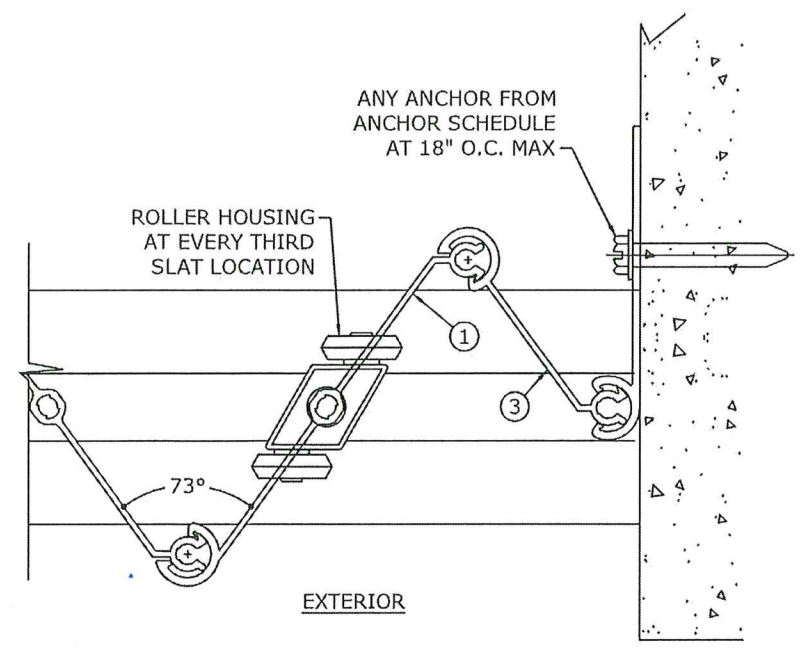 ANY ANCHOR FROM
ANCHOR SCHEDULE
AT 18" O.C. MAX
ROLLER HOUSING
AT EVERY THIRD
SLAT LOCATION
1
3
73°
EXTERIOR